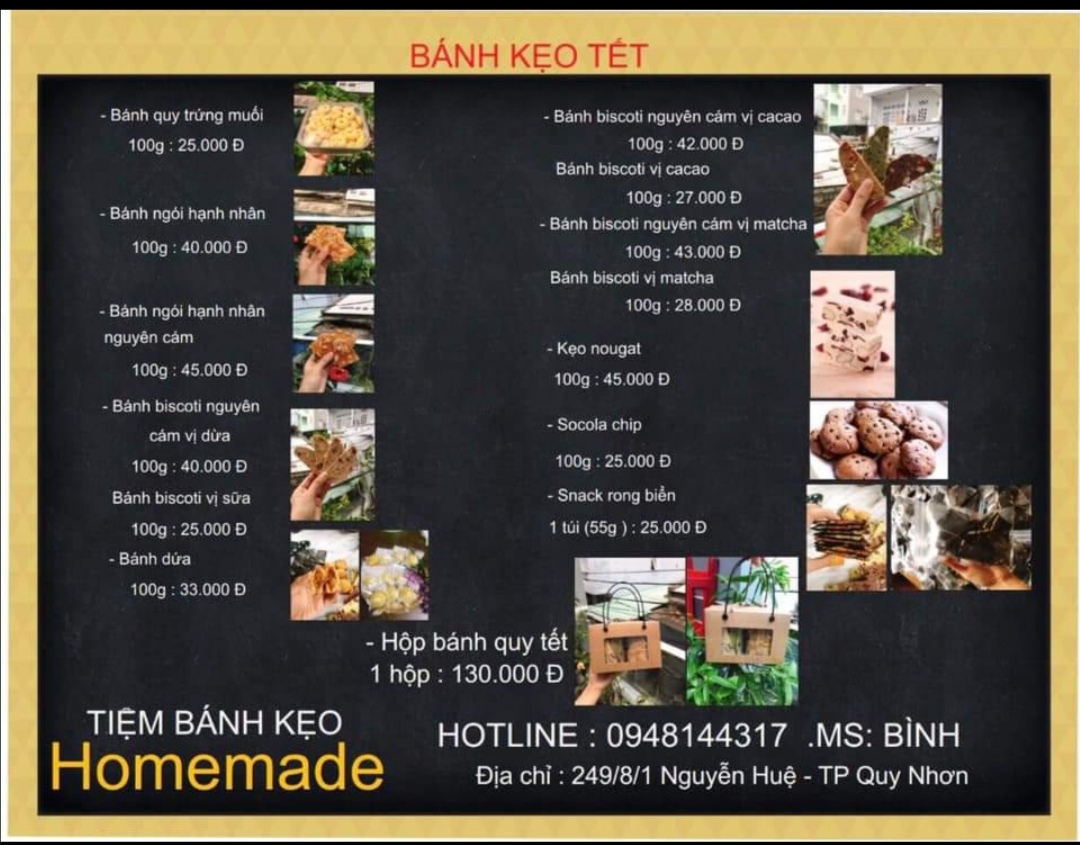 BÁNH KẸO TẾT
- Bánh quy trứng muối
100g : 25.000 Đ
- Bánh ngói hạnh nhân
100g : 40.000 Đ
- Bánh ngói hạnh nhân
nguyên cám
100g : 45.000 Đ
- Bánh biscoti nguyên
cám vị dừa
100g : 40.000 Đ
Bánh biscoti vị sữa
100g : 25.000 Đ
- Bánh dứa
100g : 33.000 Đ
- Bánh biscoti nguyên cám vị cacao
100g : 42.000 Đ
Bánh biscoti vị cacao
100g : 27.000 Đ
- Bánh biscoti nguyên cám vị matcha
100g : 43.000 Đ
Bánh biscoti vị matcha
100g : 28.000 Đ
- Kẹo nougat
100g : 45.000 Đ
- Socola chip
100g : 25.000 Đ
- Snack rong biển
1 túi (55g ) : 25.000 Đ
- Hộp bánh quy tết
1 hộp : 130.000 Đ
TIỆM BÁNH KẸO
Homemade
HOTLINE : 0948144317 .MS: BÌNH
Địa chỉ : 249/8/1 Nguyễn Huệ - TP Quy Nhơn